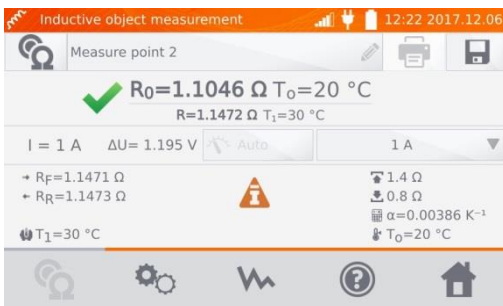 Inductive object measurement 12:22 2017.12.06
Measure point 2
R0=1.1046 Ω To=20 °C
R=1.1472 Ω T1=30 °C
I = 1 A ΔU= 1.195 V Auto 1 A
RF=1.1471 Ω 1.4 Ω
RR=1.1473 Ω 0.8 Ω
α=0.00386 K⁻¹
T1=30 °C To=20 °C